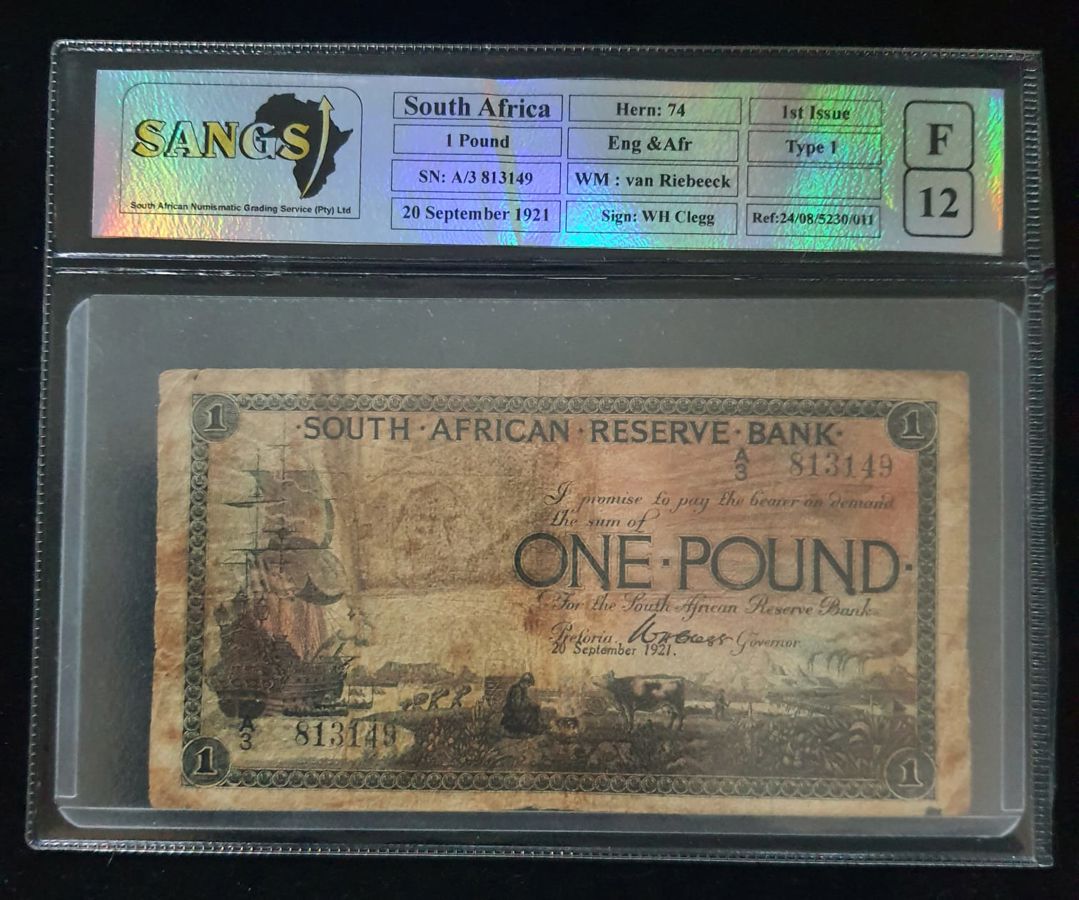 SANGS
South African Numismatic Grading Service (Pty) Ltd
South Africa
1 Pound
SN: A/3 813149
20 September 1921
Hern: 74
Eng &Afr
WM : van Riebeeck
Sign: WH Clegg
1st Issue
Type 1
Ref:24/08/5230/011
F
12
1
1
·SOUTH·AFRICAN·RESERVE·BANK·
A/3 813149
I promise to pay the bearer on demand
the sum of
ONE·POUND·
For the South African Reserve Bank
Pretoria. WH Clegg Governor
20 September 1921.
A/3 813149
1
1